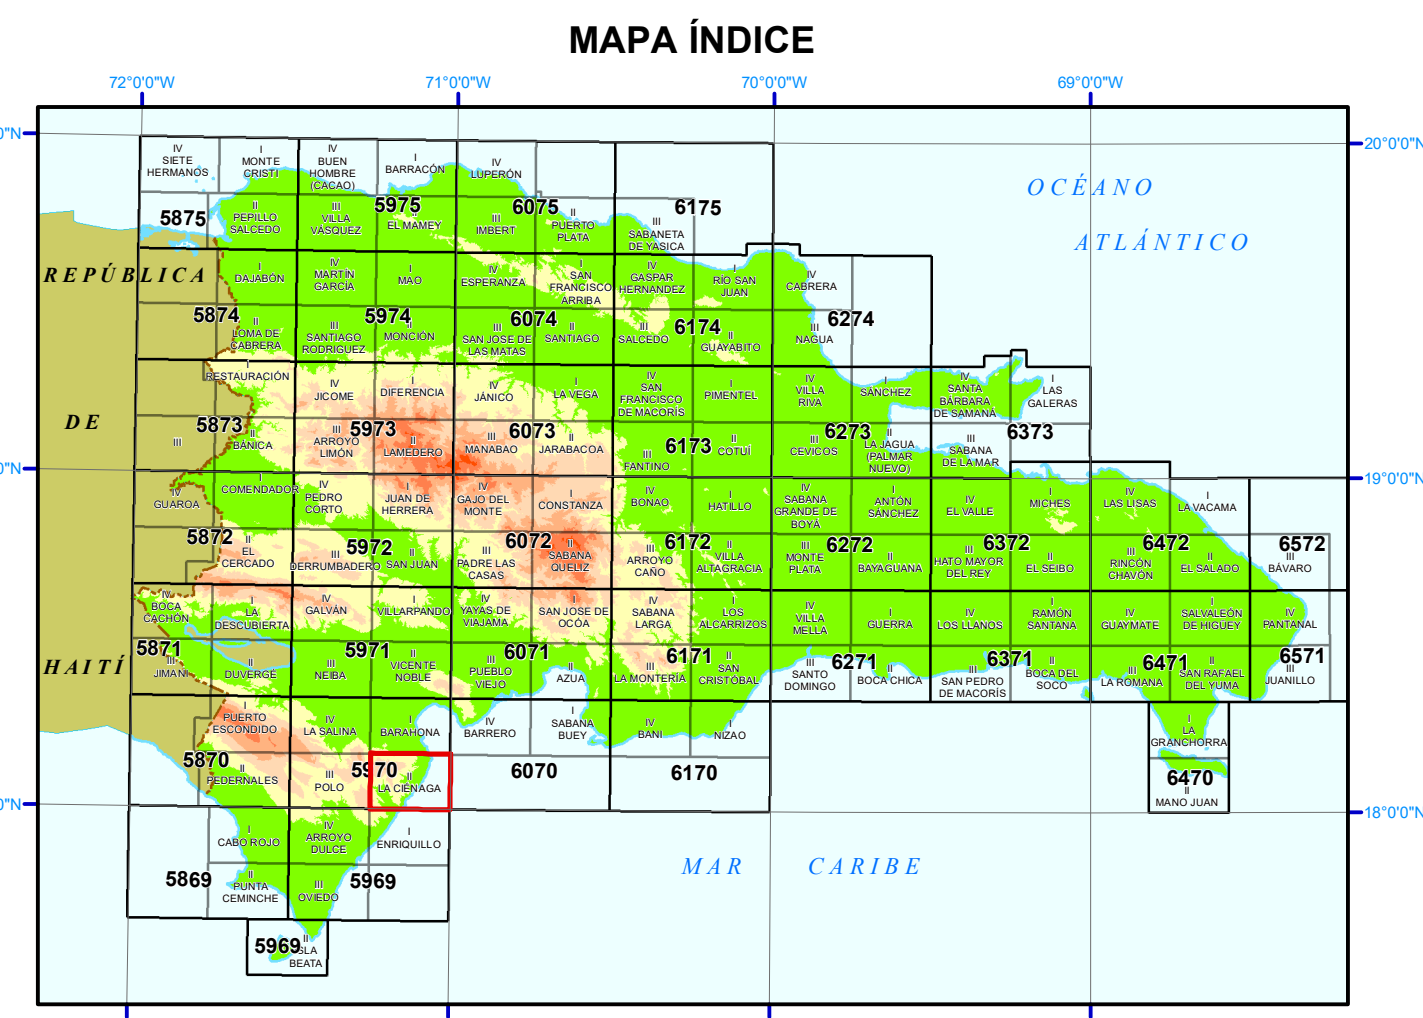 MAPA ÍNDICE
72°0'0"W
71°0'0"W
70°0'0"W
69°0'0"W
0"N
20°0'0"N
OCÉANO
ATLÁNTICO
IV
SIETE
HERMANOS
I
MONTE
CRISTI
IV
BUEN
HOMBRE
(CACAO)
I
BARRACÓN
IV
LUPERÓN
5875
II
PEPILLO
SALCEDO
III
VILLA
VÁSQUEZ
5975
II
EL MAMEY
III
IMBERT
6075
II
PUERTO
PLATA
6175
III
SABANETA
DE YASICA
REPÚBLICA
I
DAJABÓN
IV
MARTÍN
GARCÍA
I
MAO
IV
ESPERANZA
I
SAN
FRANCISCO
ARRIBA
IV
GASPAR
HERNANDEZ
I
RÍO SAN
JUAN
IV
CABRERA
5874
II
LOMA DE
CABRERA
III
SANTIAGO
RODRIGUEZ
5974
II
MONCIÓN
III
SAN JOSE DE
LAS MATAS
6074
II
SANTIAGO
III
SALCEDO
6174
II
GUAYABITO
III
NAGUA
6274
I
RESTAURACIÓN
IV
JICOME
I
DIFERENCIA
IV
JÁNICO
I
LA VEGA
IV
SAN
FRANCISCO
DE MACORÍS
I
PIMENTEL
IV
VILLA
RIVA
I
SÁNCHEZ
IV
SANTA
BÁRBARA
DE SAMANÁ
I
LAS
GALERAS
DE
III
5873
II
BÁNICA
III
ARROYO
LIMÓN
5973
II
LAMEDERO
III
MANABAO
6073
II
JARABACOA
III
FANTINO
6173
II
COTUÍ
III
CEVICOS
6273
II
LA JAGUA
(PALMAR
NUEVO)
III
SABANA
DE LA MAR
6373
0"N
19°0'0"N
IV
GUAROA
I
COMENDADOR
IV
PEDRO
CORTO
I
JUAN DE
HERRERA
IV
GAJO DEL
MONTE
I
CONSTANZA
IV
BONAO
I
HATILLO
IV
SABANA
GRANDE DE
BOYÁ
I
ANTÓN
SÁNCHEZ
IV
EL VALLE
I
MICHES
IV
LAS LISAS
I
LA VACAMA
5872
II
EL
CERCADO
III
DERRUMBADERO
5972
II
SAN JUAN
III
PADRE LAS
CASAS
6072
II
SABANA
QUELIZ
III
ARROYO
CAÑO
6172
II
VILLA
ALTAGRACIA
III
MONTE
PLATA
6272
II
BAYAGUANA
III
HATO MAYOR
DEL REY
6372
II
EL SEIBO
III
RINCÓN
CHAVÓN
6472
II
EL SALADO
6572
III
BÁVARO
IV
BOCA
CACHÓN
I
LA
DESCUBIERTA
IV
GALVÁN
I
VILLARPANDO
IV
YAYAS DE
VIAJAMA
I
SAN JOSE DE
OCÓA
IV
SABANA
LARGA
I
LOS
ALCARRIZOS
IV
VILLA
MELLA
I
GUERRA
IV
LOS LLANOS
I
RAMÓN
SANTANA
IV
GUAYMATE
I
SALVALEÓN
DE HIGUEY
IV
PANTANAL
HAITÍ
5871
III
JIMANI
II
DUVERGE
III
NEIBA
5971
II
VICENTE
NOBLE
III
PUEBLO
VIEJO
6071
II
AZUA
III
LA MONTERÍA
6171
II
SAN
CRISTÓBAL
III
SANTO
DOMINGO
6271
II
BOCA CHICA
III
SAN PEDRO
DE MACORÍS
6371
II
BOCA DEL
SOCO
III
LA ROMANA
6471
II
SAN RAFAEL
DEL YUMA
6571
III
JUANILLO
I
PUERTO
ESCONDIDO
IV
LA SALINA
I
BARAHONA
IV
BARRERO
I
SABANA
BUEY
IV
BANI
I
NIZAO
I
LA
GRANCHORRA
5870
II
PEDERNALES
III
POLO
5970
II
LA CIÉNAGA
6070
6170
6470
II
MANO JUAN
0"N
18°0'0"N
I
CABO ROJO
IV
ARROYO
DULCE
I
ENRIQUILLO
MAR CARIBE
5869
II
PUNTA
CEMINCHE
III
OVIEDO
5969
5969
II
ISLA
BEATA